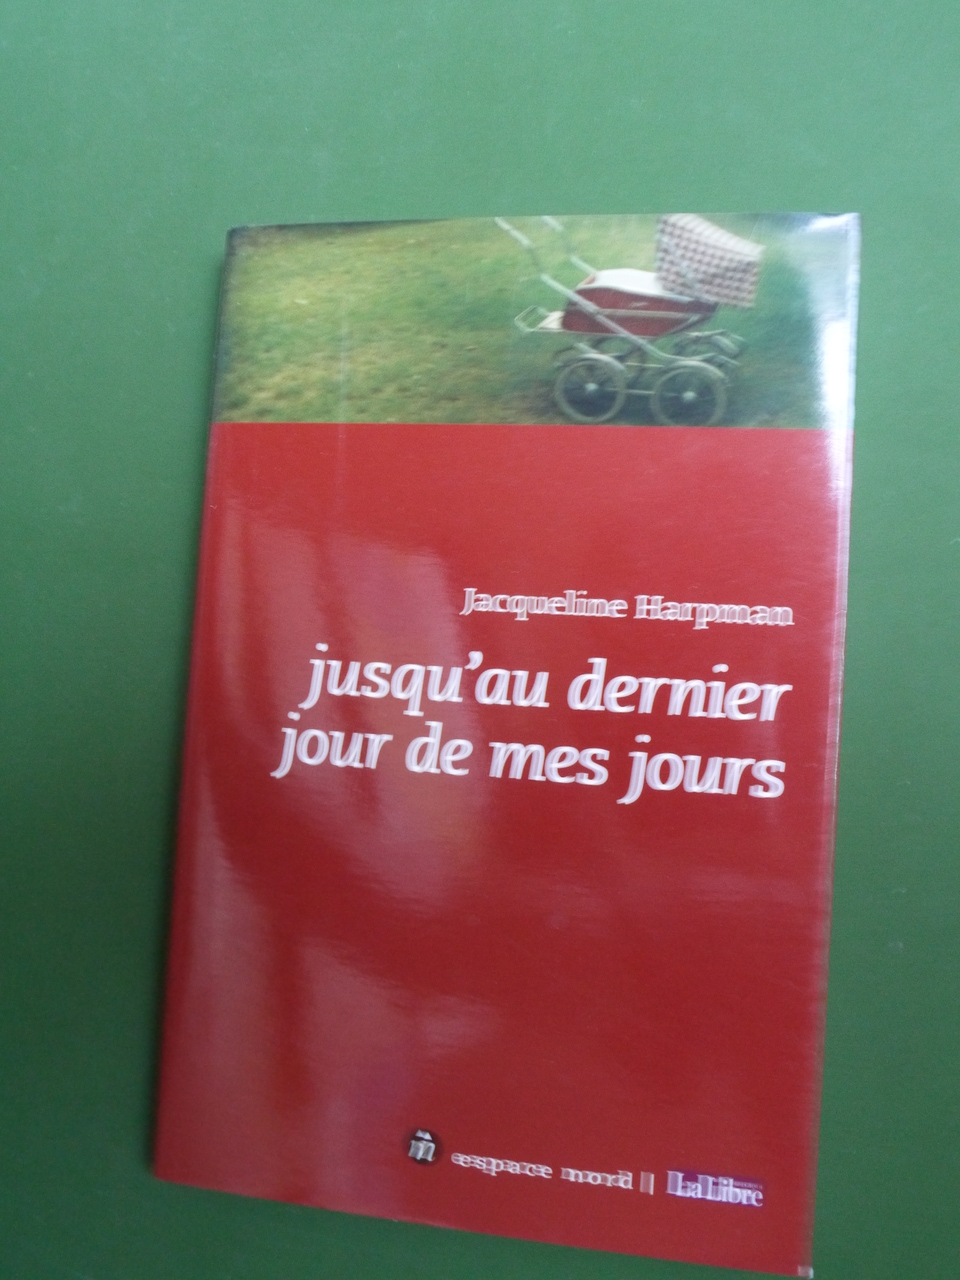 Jacqueline Harpman
jusqu'au dernier
jour de mes jours
espace nord | La Libre